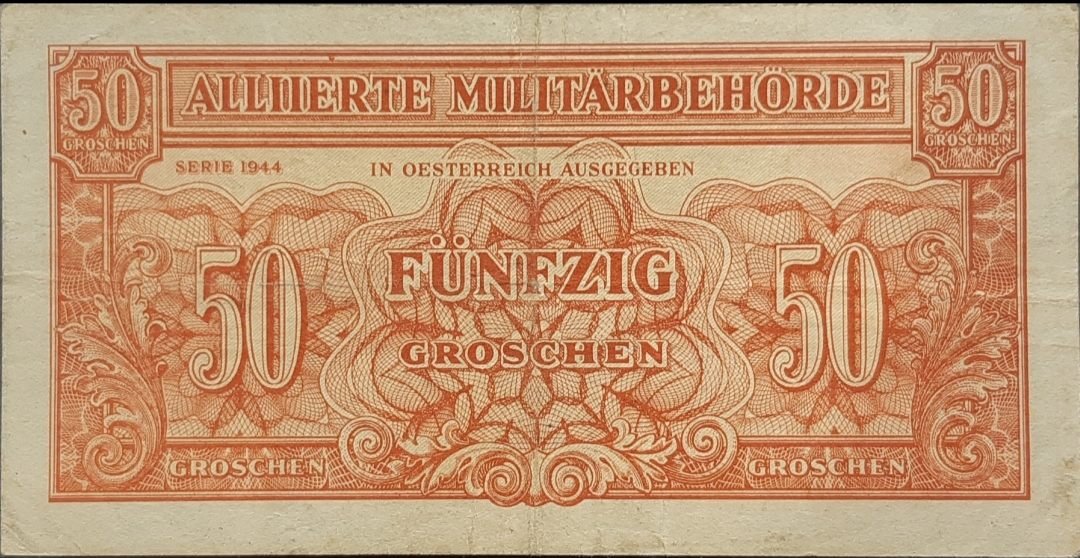 50 ALLIIERTE MILITÄRBEHÖRDE 50
GROSCHEN GROSCHEN
SERIE 1944 IN OESTERREICH AUSGEGEBEN
50 FÜNFZIG 50
GROSCHEN
GROSCHEN GROSCHEN